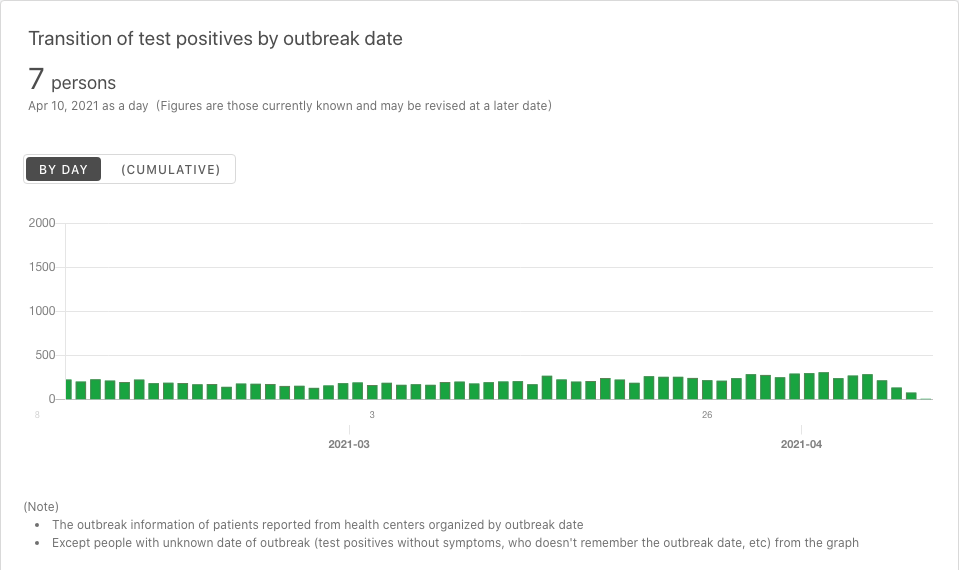 Transition of test positives by outbreak date
7 persons
Apr 10, 2021 as a day (Figures are those currently known and may be revised at a later date)
BY DAY (CUMULATIVE)
2000
1500
1000
500
0
8 3 26
2021-03 2021-04
(Note)
• The outbreak information of patients reported from health centers organized by outbreak date
• Except people with unknown date of outbreak (test positives without symptoms, who doesn't remember the outbreak date, etc) from the graph